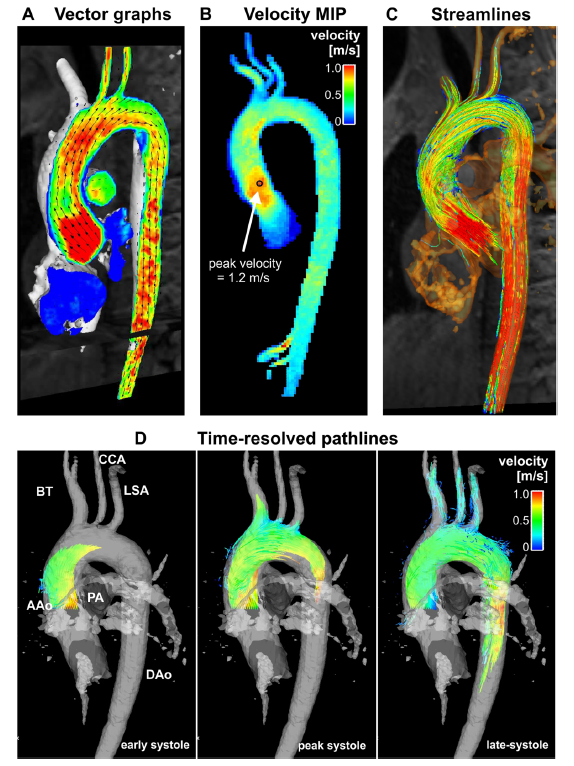 A Vector graphs
B Velocity MIP
C Streamlines
velocity
[m/s]
1.0
0.5
0
peak velocity
= 1.2 m/s
D Time-resolved pathlines
CCA
BT
LSA
PA
AAo
DAo
early systole
peak systole
velocity
[m/s]
1.0
0.5
0
late-systole